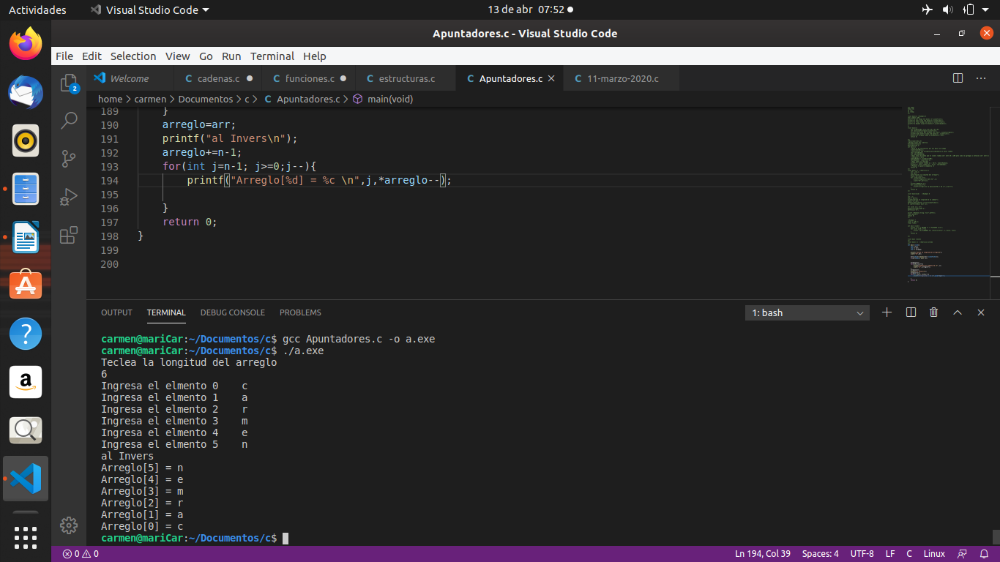 Actividades Visual Studio Code 13 de abr 07:52
Apuntadores.c - Visual Studio Code
File Edit Selection View Go Run Terminal Help
Welcome cadenas.c funciones.c estructuras.c Apuntadores.c 11-marzo-2020.c
home > carmen > Documentos > c > C Apuntadores.c > main(void)
189 }
190 arreglo=arr;
191 printf("al Invers\n");
192 arreglo+=n-1;
193 for(int j=n-1; j>=0;j--){
194 printf("Arreglo[%d] = %c \n",j,*arreglo--);
195
196 }
197 return 0;
198 }
199
200
OUTPUT TERMINAL DEBUG CONSOLE PROBLEMS 1: bash
carmen@mariCar:~/Documentos/c$ gcc Apuntadores.c -o a.exe
carmen@mariCar:~/Documentos/c$ ./a.exe
Teclea la longitud del arreglo
6
Ingresa el elmento 0 c
Ingresa el elmento 1 a
Ingresa el elmento 2 r
Ingresa el elmento 3 m
Ingresa el elmento 4 e
Ingresa el elmento 5 n
al Invers
Arreglo[5] = n
Arreglo[4] = e
Arreglo[3] = m
Arreglo[2] = r
Arreglo[1] = a
Arreglo[0] = c
carmen@mariCar:~/Documentos/c$
0 0 Ln 194, Col 39 Spaces: 4 UTF-8 LF C Linux